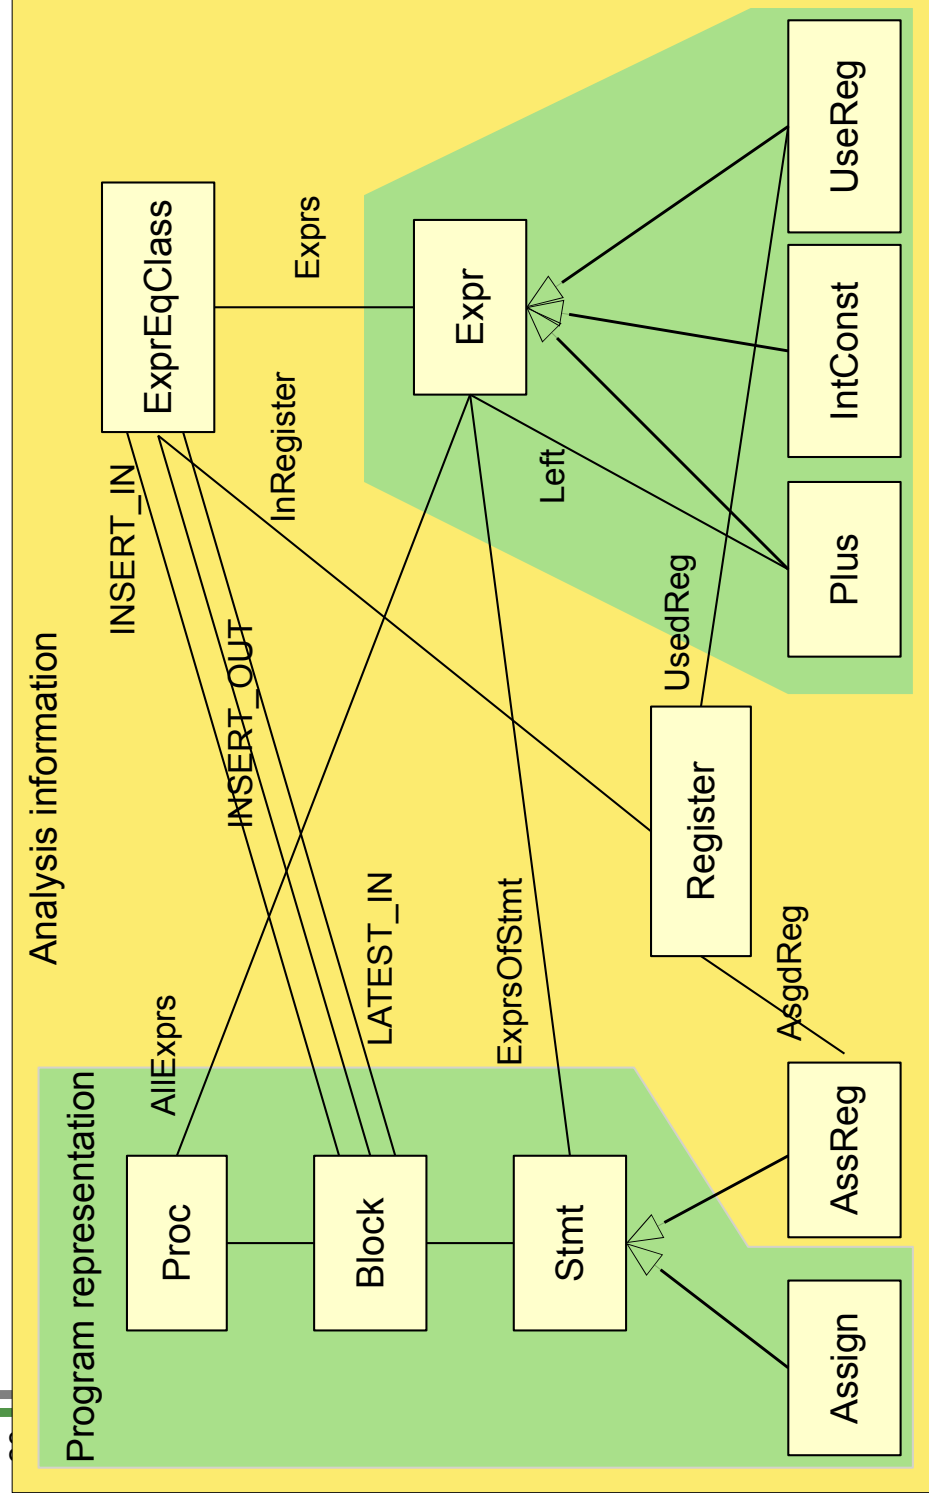 Analysis information
Program representation
Proc
AllExprs
INSERT_IN
ExprEqClass
Block
INSERT_OUT
LATEST_IN
InRegister
Exprs
Stmt
ExprsOfStmt
Expr
Left
Register
UsedReg
AsgdReg
Assign
AssReg
Plus
IntConst
UseReg